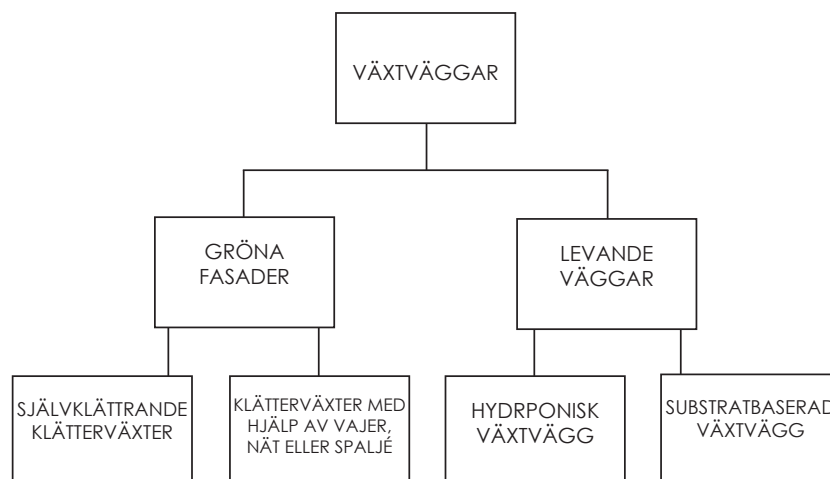 VÄXTVÄGGAR
GRÖNA
FASADER
LEVANDE
VÄGGAR
SJÄLVKLÄTTRANDE
KLÄTTERVÄXTER
KLÄTTERVÄXTER MED
HJÄLP AV VAJER,
NÄT ELLER SPALJÉ
HYDRPONISK
VÄXTVÄGG
SUBSTRATBASERAD
VÄXTVÄGG